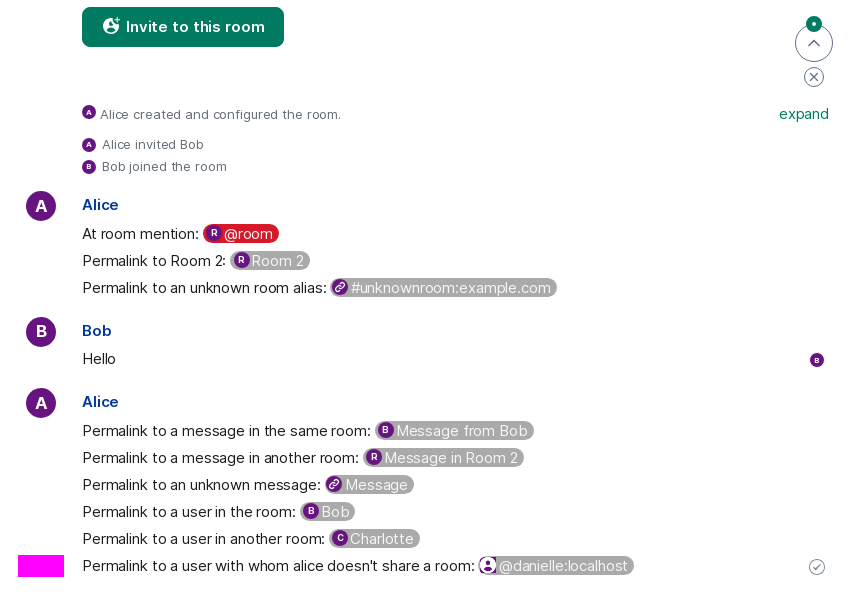 Invite to this room
A Alice created and configured the room. expand
A Alice invited Bob
B Bob joined the room
A Alice
At room mention: R @room
Permalink to Room 2: R Room 2
Permalink to an unknown room alias: #unknownroom:example.com
B Bob
Hello B
A Alice
Permalink to a message in the same room: B Message from Bob
Permalink to a message in another room: R Message in Room 2
Permalink to an unknown message: Message
Permalink to a user in the room: B Bob
Permalink to a user in another room: C Charlotte
Permalink to a user with whom alice doesn't share a room: @danielle:localhost